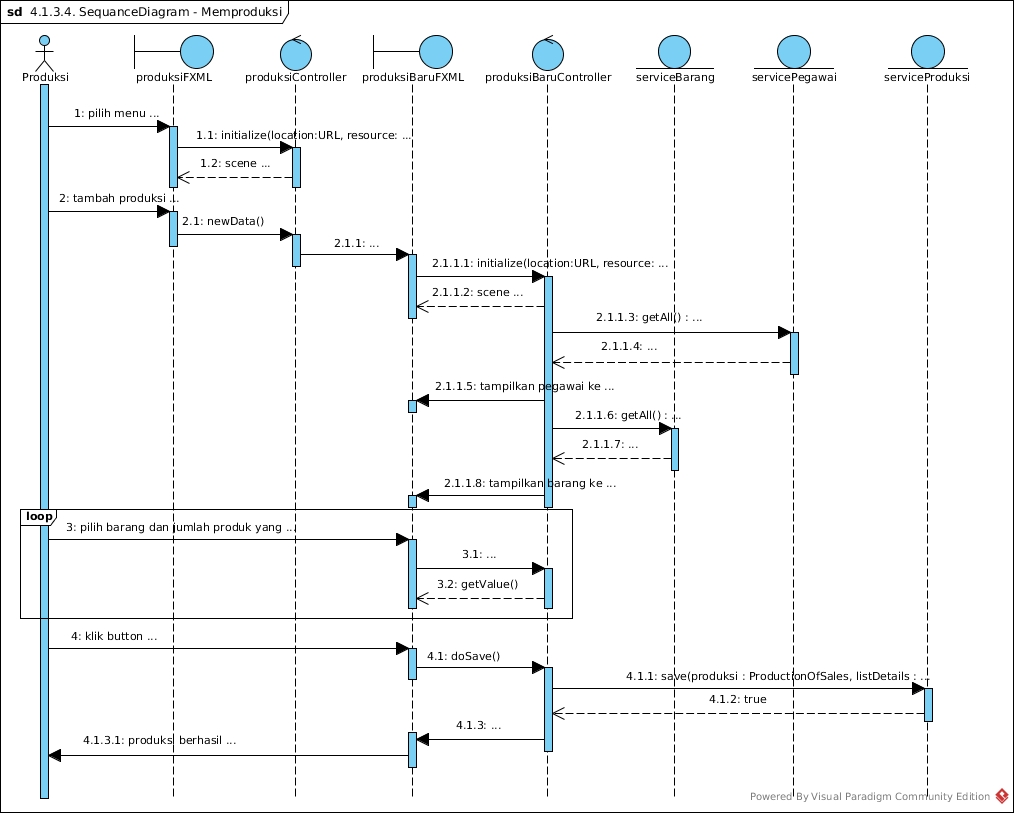 sd 4.1.3.4. SequanceDiagram - Memproduksi
Produksi
produksiFXML
produksiController
produksiBaruFXML
produksiBaruController
serviceBarang
servicePegawai
serviceProduksi
1: pilih menu ...
1.1: initialize(location:URL, resource: ...
1.2: scene ...
2: tambah produksi ...
2.1: newData()
2.1.1: ...
2.1.1.1: initialize(location:URL, resource: ...
2.1.1.2: scene ...
2.1.1.3: getAll() : ...
2.1.1.4: ...
2.1.1.5: tampilkan pegawai ke ...
2.1.1.6: getAll() : ...
2.1.1.7: ...
2.1.1.8: tampilkan barang ke ...
loop
3: pilih barang dan jumlah produk yang ...
3.1: ...
3.2: getValue()
4: klik button ...
4.1: doSave()
4.1.1: save(produksi : ProductionOfSales, listDetails : ...
4.1.2: true
4.1.3: ...
4.1.3.1: produksi berhasil ...
Powered By Visual Paradigm Community Edition